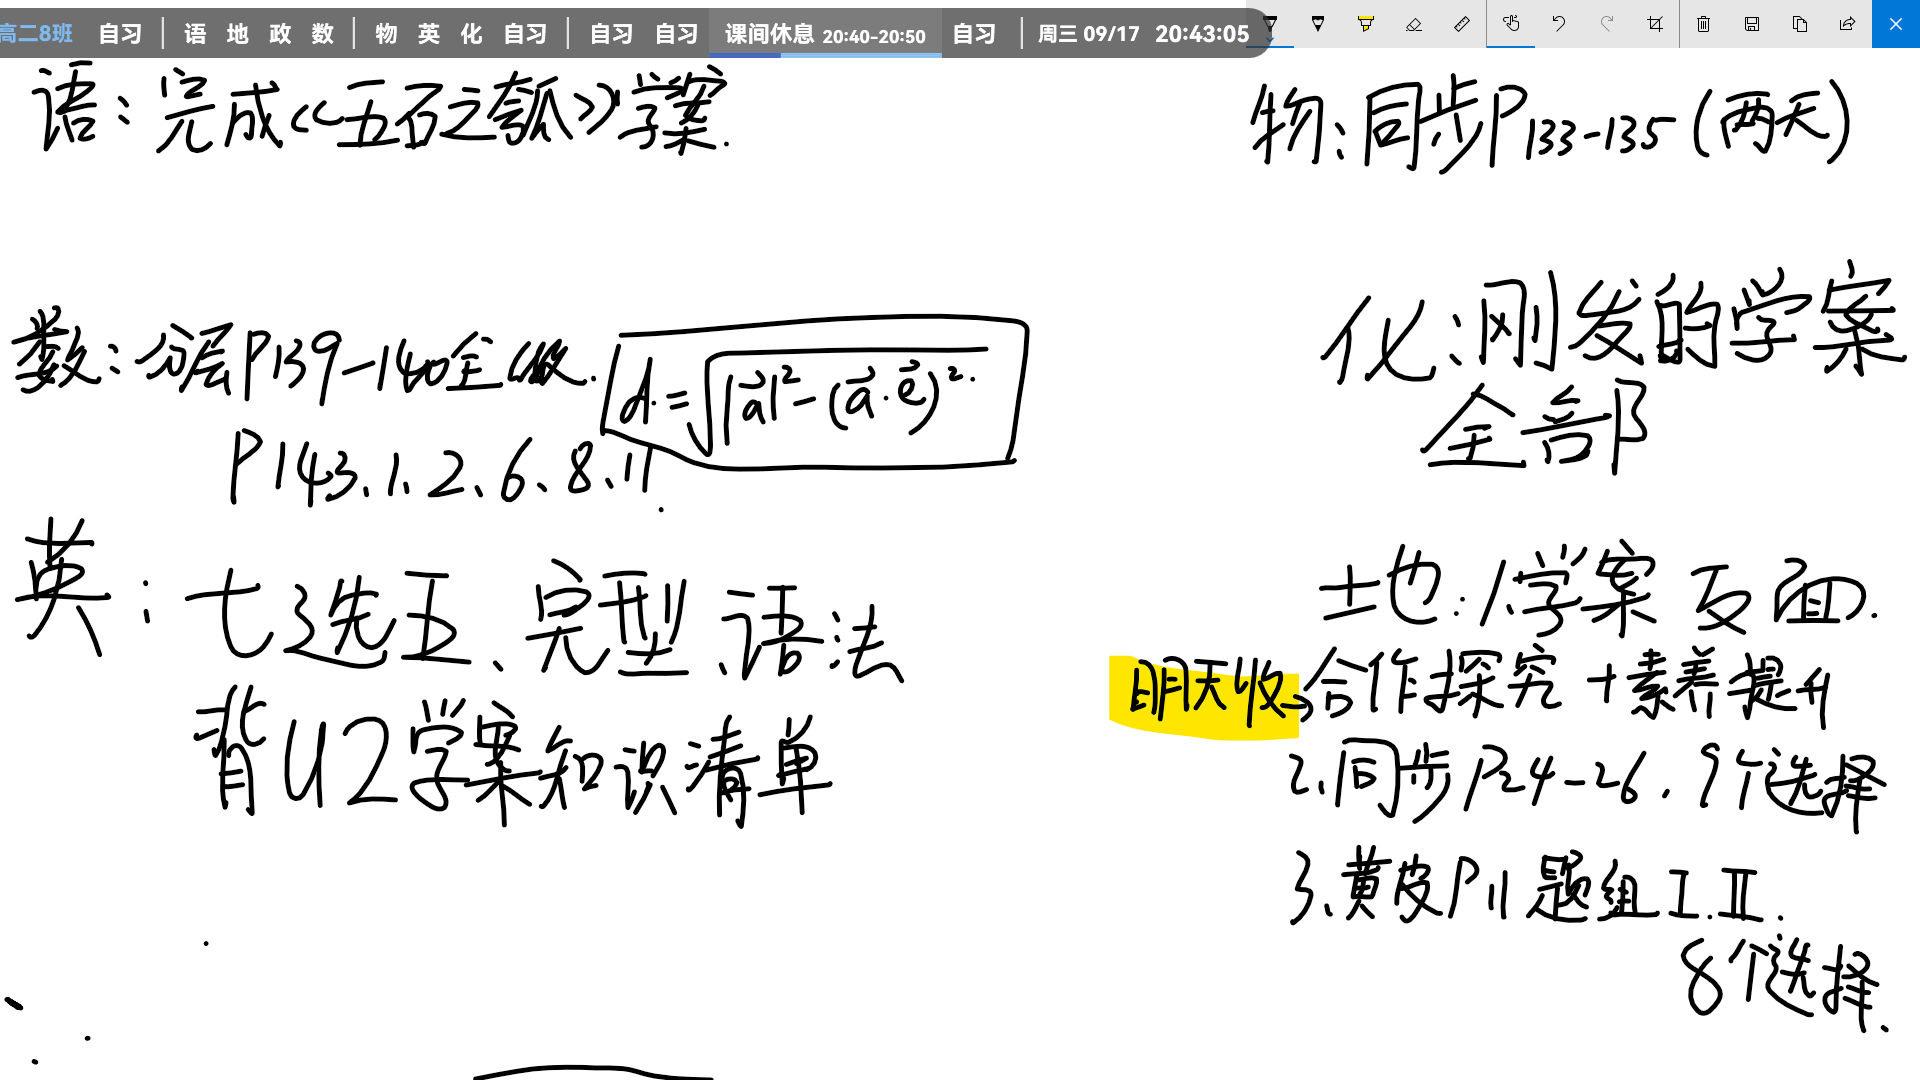 高二8班 自习 | 语 地 政 数 | 物 英 化 自习 | 自习 自习 课间休息 20:40-20:50 自习 | 周三 09/17 20:43:05
语:完成《五石之瓠》学案.
数:分层P139-140全做.
d=√|a⃗|²-(a⃗·e⃗)².
P143、1、2、6、8、11.
英:七选五、完型、语法
背U2学案知识清单
物:同步P133-135(两天)
化:刚发的学案
全部
地:1.学案反面.
明天收→合作探究+素养提升
2、同步P24-26.9个选择
3、黄皮P11题组Ⅰ.Ⅱ.
8个选择.